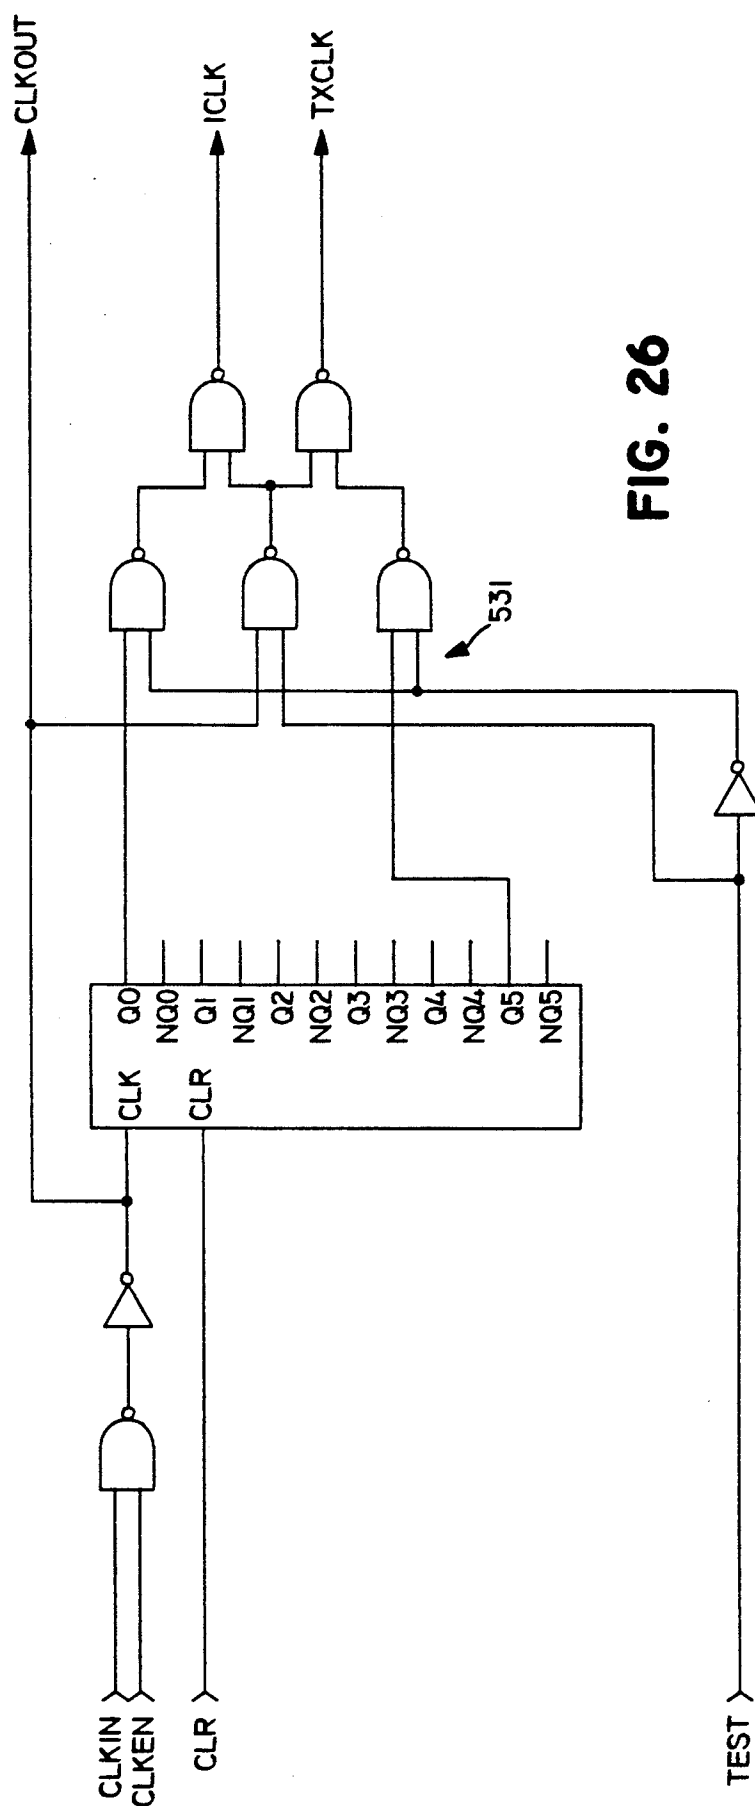 CLKIN
CLKEN
CLR
TEST
CLK
CLR
Q0
NQ0
Q1
NQ1
Q2
NQ2
Q3
NQ3
Q4
NQ4
Q5
NQ5
531
CLKOUT
ICLK
TXCLK
FIG. 26